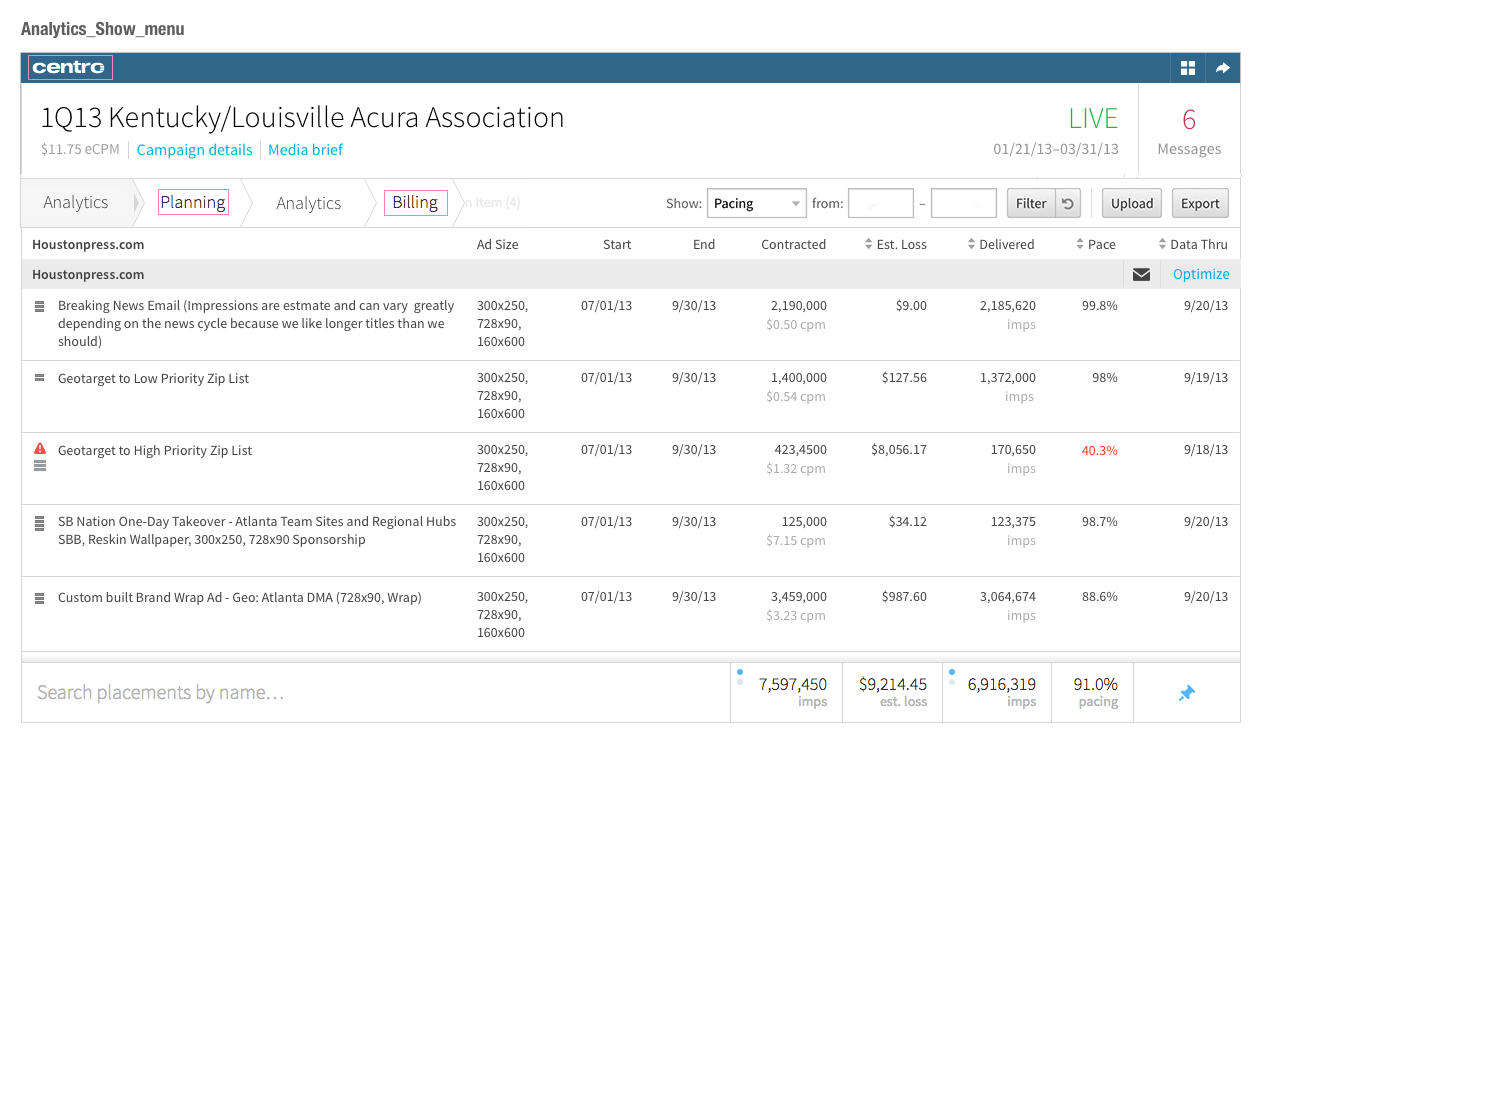 Analytics_Show_menu
centro
1Q13 Kentucky/Louisville Acura Association
LIVE
6
$11.75 eCPM
Campaign details
Media brief
01/21/13–03/31/13
Messages
Analytics
Planning
Analytics
Billing
n Item (4)
Show: Pacing from: –
Filter
Upload
Export
Houstonpress.com Ad Size Start End Contracted Est. Loss Delivered Pace Data Thru
Houstonpress.com Optimize
Breaking News Email (Impressions are estmate and can vary greatly 300x250, 07/01/13 9/30/13 2,190,000 $9.00 2,185,620 99.8% 9/20/13
depending on the news cycle because we like longer titles than we 728x90, $0.50 cpm imps
should) 160x600
Geotarget to Low Priority Zip List 300x250, 07/01/13 9/30/13 1,400,000 $127.56 1,372,000 98% 9/19/13
728x90, $0.54 cpm imps
160x600
Geotarget to High Priority Zip List 300x250, 07/01/13 9/30/13 423,4500 $8,056.17 170,650 40.3% 9/18/13
728x90, $1.32 cpm imps
160x600
SB Nation One-Day Takeover - Atlanta Team Sites and Regional Hubs 300x250, 07/01/13 9/30/13 125,000 $34.12 123,375 98.7% 9/20/13
SBB, Reskin Wallpaper, 300x250, 728x90 Sponsorship 728x90, $7.15 cpm imps
160x600
Custom built Brand Wrap Ad - Geo: Atlanta DMA (728x90, Wrap) 300x250, 07/01/13 9/30/13 3,459,000 $987.60 3,064,674 88.6% 9/20/13
728x90, $3.23 cpm imps
160x600
Search placements by name… 7,597,450 $9,214.45 6,916,319 91.0%
imps est. loss imps pacing